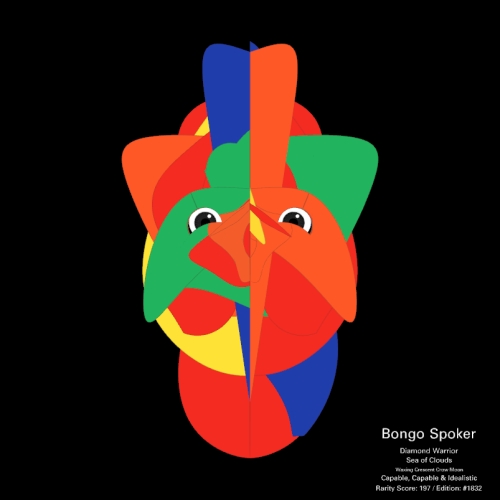 Bongo Spoker
Diamond Warrior
Sea of Clouds
Waxing Crescent Crow Moon
Capable, Capable & Idealistic
Rarity Score: 197 / Edition: #1832